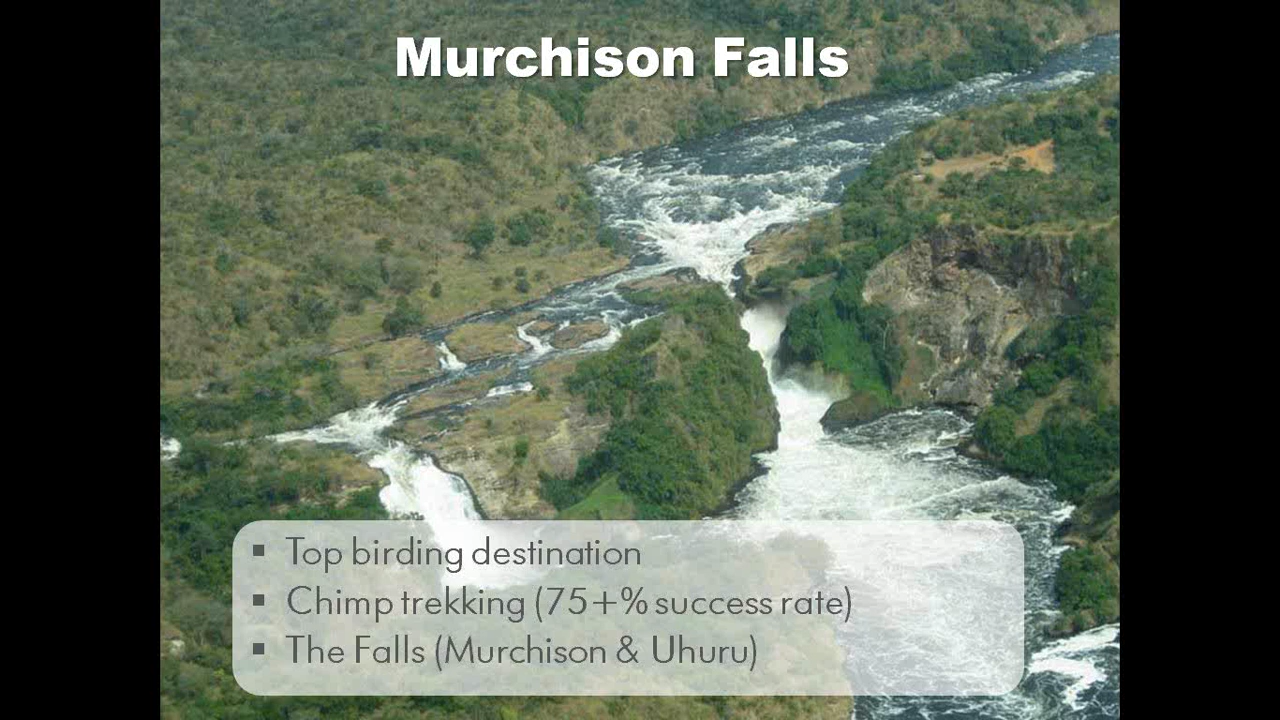 Murchison Falls
▪ Top birding destination
▪ Chimp trekking (75+% success rate)
▪ The Falls (Murchison & Uhuru)